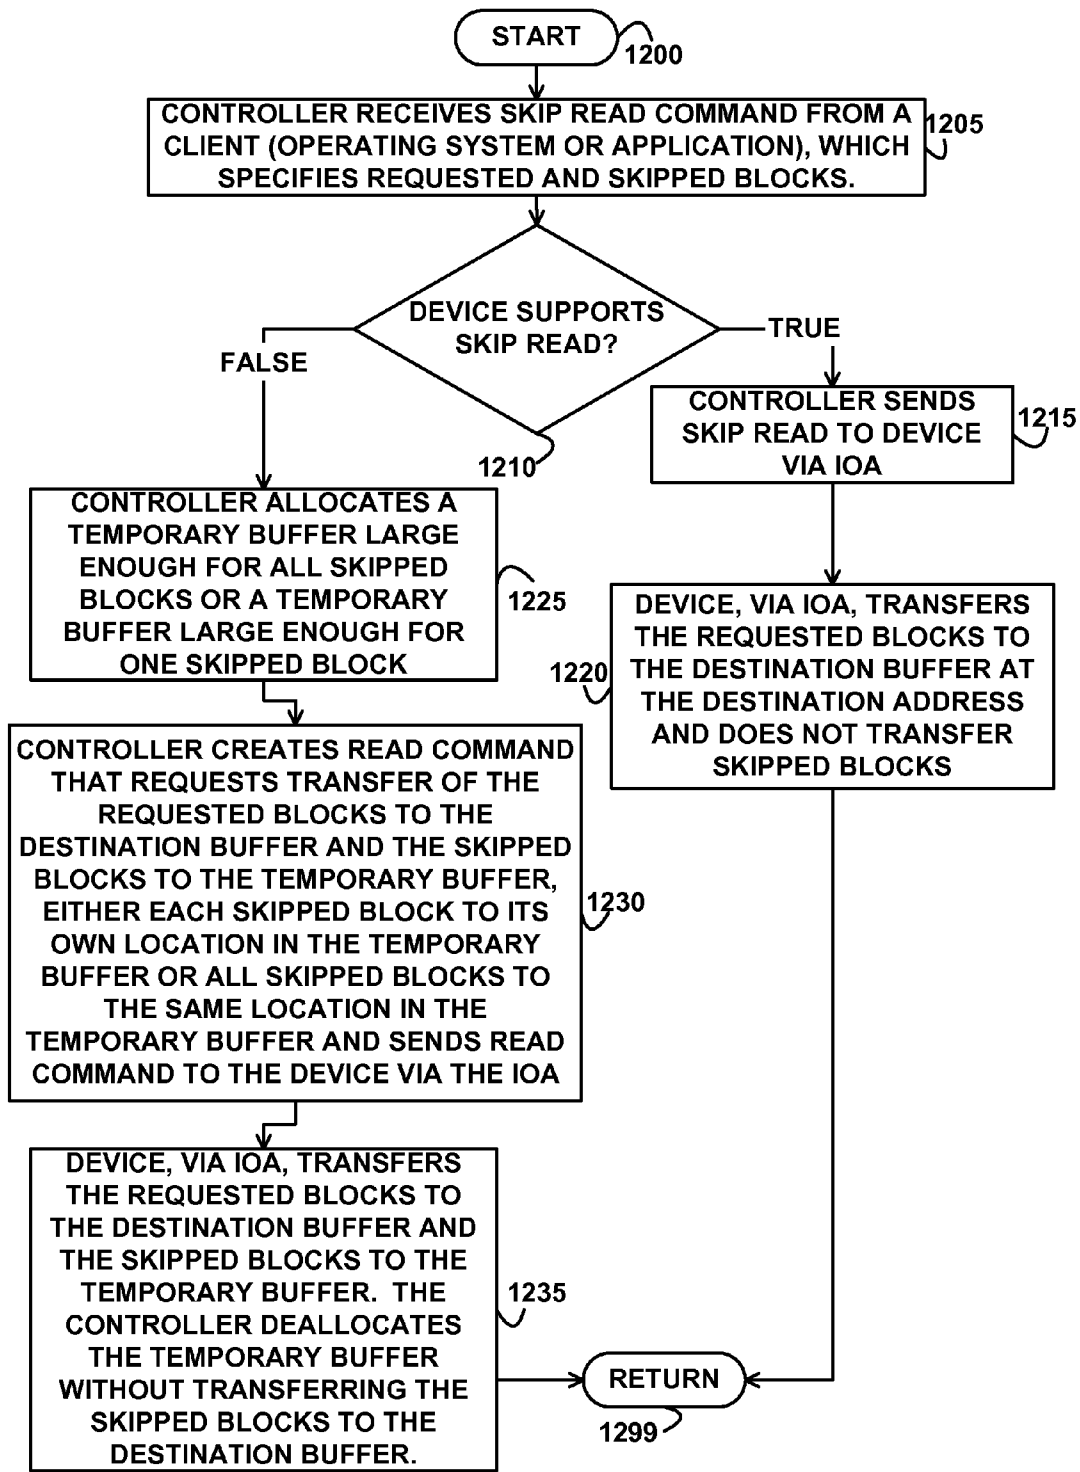 START
1200
CONTROLLER RECEIVES SKIP READ COMMAND FROM A
CLIENT (OPERATING SYSTEM OR APPLICATION), WHICH
SPECIFIES REQUESTED AND SKIPPED BLOCKS.
1205
DEVICE SUPPORTS
SKIP READ?
1210
TRUE
FALSE
CONTROLLER SENDS
SKIP READ TO DEVICE
VIA IOA
1215
CONTROLLER ALLOCATES A
TEMPORARY BUFFER LARGE
ENOUGH FOR ALL SKIPPED
BLOCKS OR A TEMPORARY
BUFFER LARGE ENOUGH FOR
ONE SKIPPED BLOCK
1225
DEVICE, VIA IOA, TRANSFERS
THE REQUESTED BLOCKS TO
THE DESTINATION BUFFER AT
THE DESTINATION ADDRESS
AND DOES NOT TRANSFER
SKIPPED BLOCKS
1220
CONTROLLER CREATES READ COMMAND
THAT REQUESTS TRANSFER OF THE
REQUESTED BLOCKS TO THE
DESTINATION BUFFER AND THE SKIPPED
BLOCKS TO THE TEMPORARY BUFFER,
EITHER EACH SKIPPED BLOCK TO ITS
OWN LOCATION IN THE TEMPORARY
BUFFER OR ALL SKIPPED BLOCKS TO
THE SAME LOCATION IN THE
TEMPORARY BUFFER AND SENDS READ
COMMAND TO THE DEVICE VIA THE IOA
1230
DEVICE, VIA IOA, TRANSFERS
THE REQUESTED BLOCKS TO
THE DESTINATION BUFFER AND
THE SKIPPED BLOCKS TO THE
TEMPORARY BUFFER. THE
CONTROLLER DEALLOCATES
THE TEMPORARY BUFFER
WITHOUT TRANSFERRING THE
SKIPPED BLOCKS TO THE
DESTINATION BUFFER.
1235
RETURN
1299